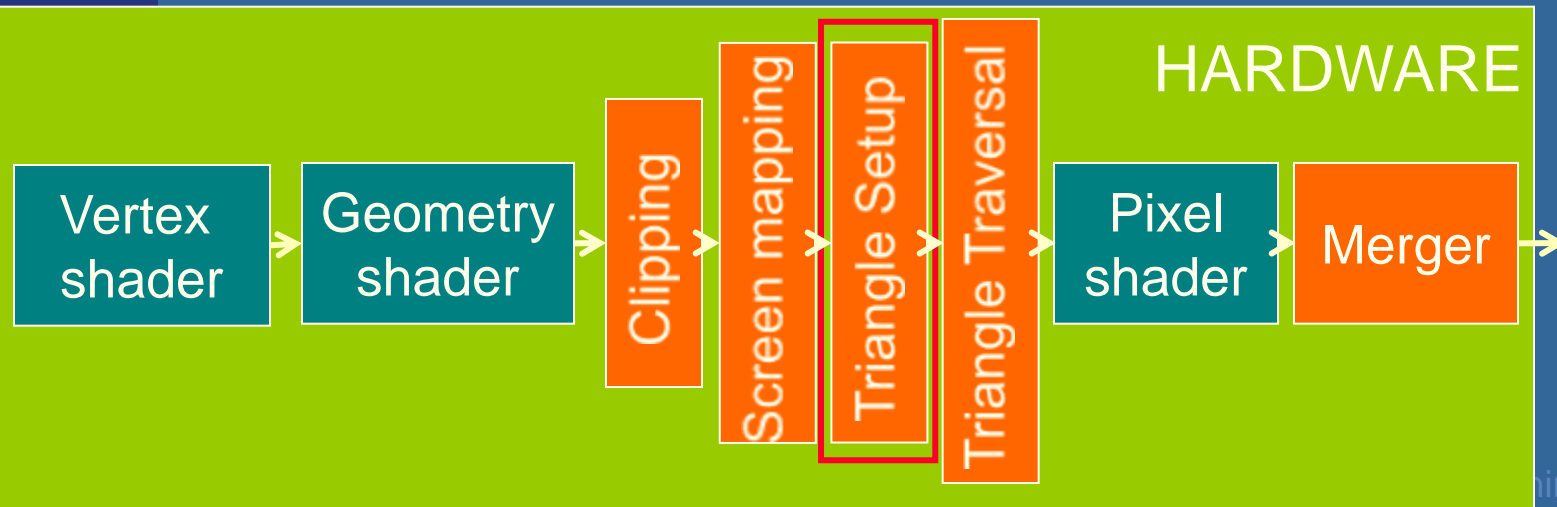 HARDWARE
Vertex
shader
Geometry
shader
Clipping
Screen mapping
Triangle Setup
Triangle Traversal
Pixel
shader
Merger